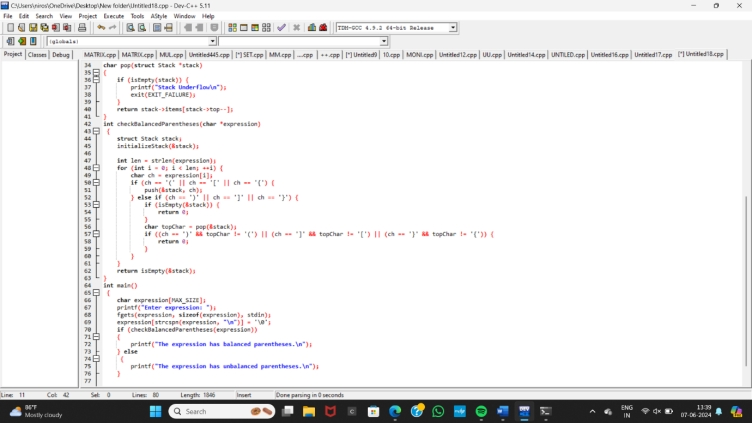 C:\Users\niros\OneDrive\Desktop\New folder\Untitled18.cpp - Dev-C++ 5.11
File Edit Search View Project Execute Tools AStyle Window Help
TDM-GCC 4.9.2 64-bit Release
(globals)
Project Classes Debug MATRIX.cpp MATRIX.cpp MUL.cpp Untitled445.cpp [*] SET.cpp MM.cpp ....cpp ++.cpp [*] Untitled9 10.cpp MONI.cpp Untitled12.cpp UU.cpp Untitled14.cpp UNTILED.cpp Untitled16.cpp Untitled17.cpp [*] Untitled18.cpp
34 char pop(struct Stack *stack)
35 {
36 if (isEmpty(stack)) {
37 printf("Stack Underflow\n");
38 exit(EXIT_FAILURE);
39 }
40 return stack->items[stack->top--];
41 }
42 int checkBalancedParentheses(char *expression)
43 {
44 struct Stack stack;
45 initializeStack(&stack);
46
47 int len = strlen(expression);
48 for (int i = 0; i < len; ++i) {
49 char ch = expression[i];
50 if (ch == '(' || ch == '[' || ch == '{') {
51 push(&stack, ch);
52 } else if (ch == ')' || ch == ']' || ch == '}') {
53 if (isEmpty(&stack)) {
54 return 0;
55 }
56 char topChar = pop(&stack);
57 if ((ch == ')' && topChar != '(') || (ch == ']' && topChar != '[') || (ch == '}' && topChar != '{')) {
58 return 0;
59 }
60 }
61 }
62 return isEmpty(&stack);
63 }
64 int main()
65 {
66 char expression[MAX_SIZE];
67 printf("Enter expression: ");
68 fgets(expression, sizeof(expression), stdin);
69 expression[strcspn(expression, "\n")] = '\0';
70 if (checkBalancedParentheses(expression))
71 {
72 printf("The expression has balanced parentheses.\n");
73 } else
74 {
75 printf("The expression has unbalanced parentheses.\n");
76 }
77
Line: 11 Col: 42 Sel: 0 Lines: 80 Length: 1846 Insert Done parsing in 0 seconds
86°F
Mostly cloudy
Search
ENG
IN
13:39
07-06-2024